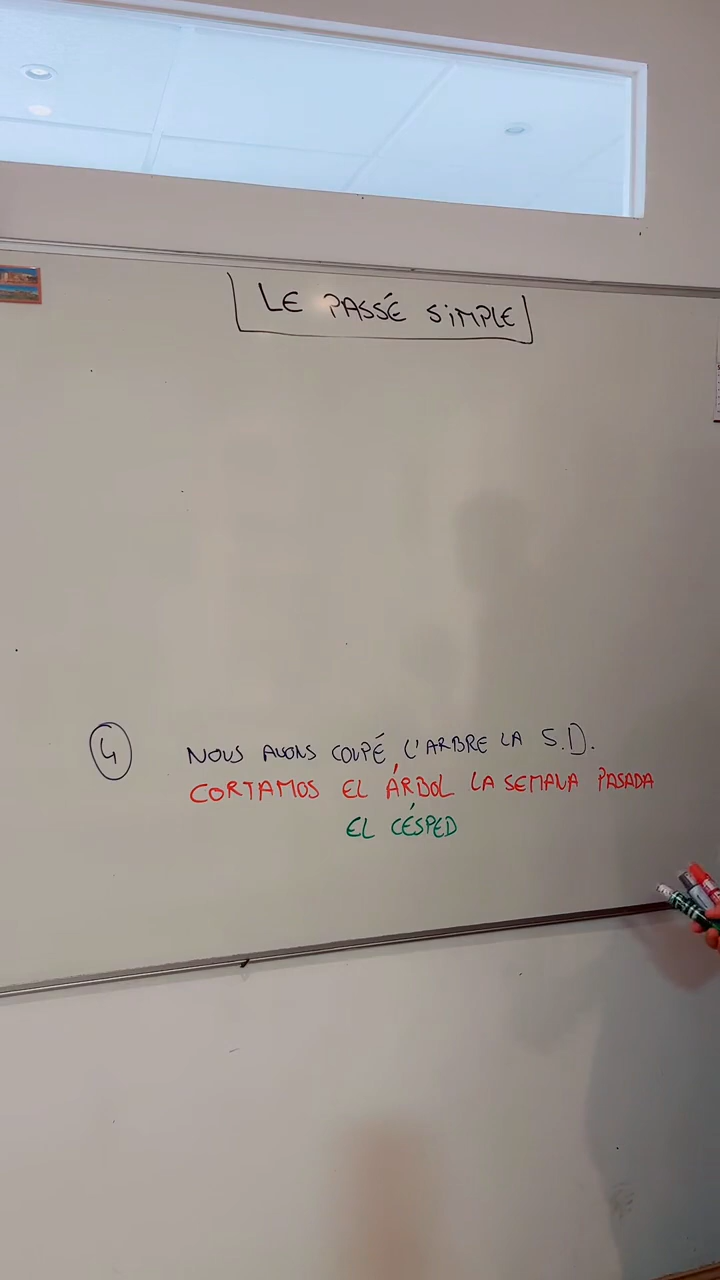 LE PASSÉ SIMPLE
4 NOUS AVONS COUPÉ L'ARBRE LA S.D.
CORTAMOS EL ÁRBOL LA SEMANA PASADA
EL CÉSPED